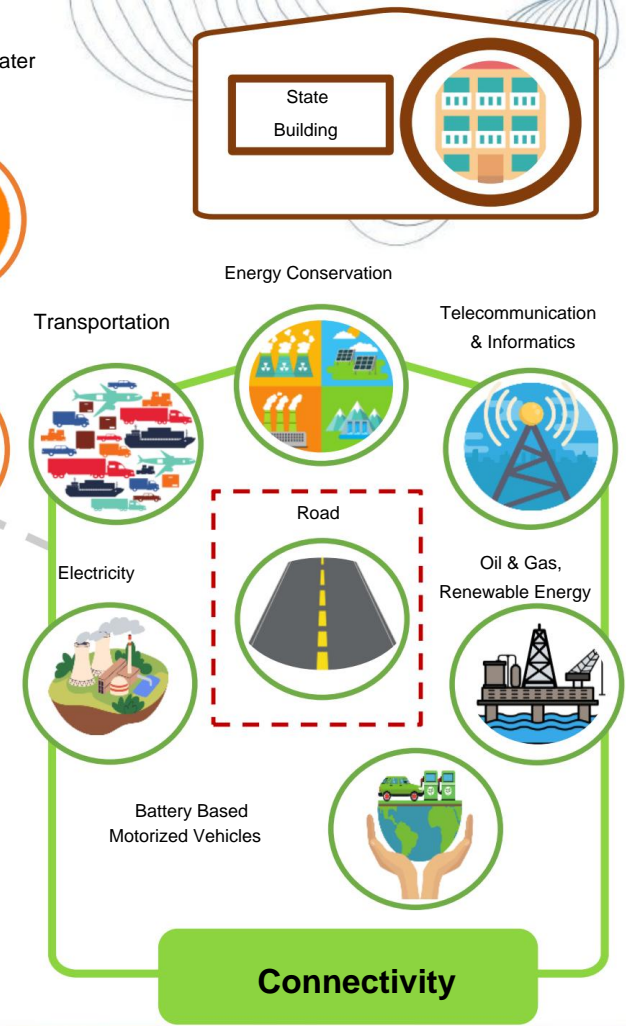 ater
State
Building
Energy Conservation
Transportation
Telecommunication
& Informatics
Road
Electricity
Oil & Gas,
Renewable Energy
Battery Based
Motorized Vehicles
Connectivity